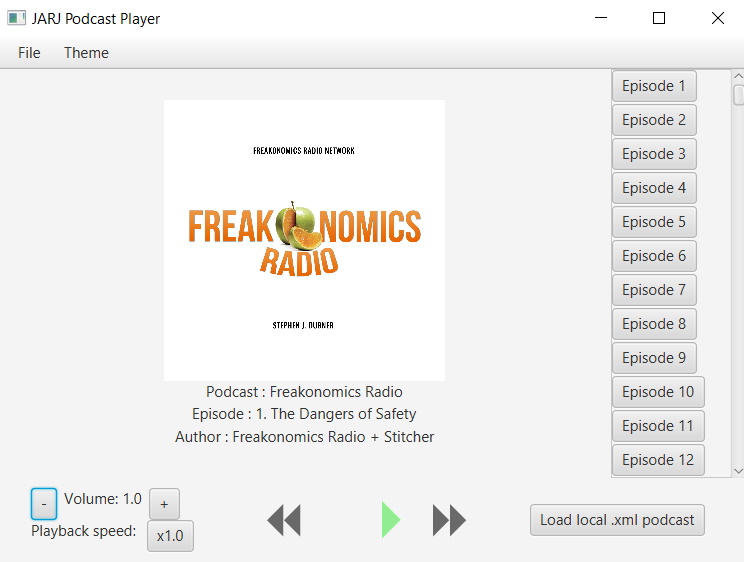 JARJ Podcast Player
File Theme
FREAKONOMICS RADIO NETWORK
FREAKONOMICS
RADIO
STEPHEN J. DUBNER
Podcast : Freakonomics Radio
Episode : 1. The Dangers of Safety
Author : Freakonomics Radio + Stitcher
Episode 1
Episode 2
Episode 3
Episode 4
Episode 5
Episode 6
Episode 7
Episode 8
Episode 9
Episode 10
Episode 11
Episode 12
- Volume: 1.0 +
Playback speed: x1.0
Load local .xml podcast